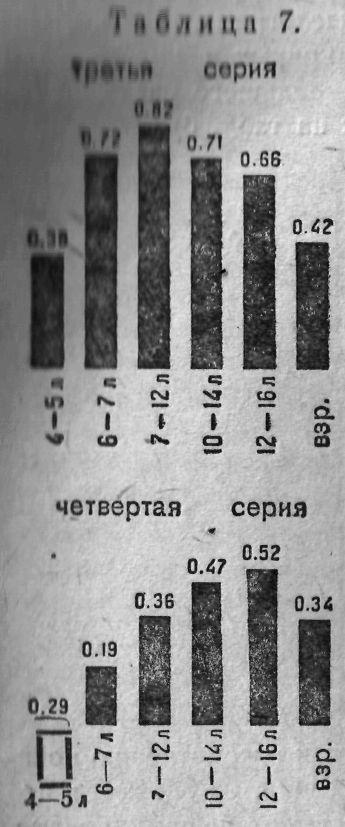 Таблица 7.
третья серия
0.38 0.72 0.82 0.71 0.66 0.42
4—5 л 6—7 л 7—12 л 10—14 л 12—16 л взр.
четвертая серия
0.29 0.19 0.36 0.47 0.52 0.34
4—5 л 6—7 л 7—12 л 10—14 л 12—16 л взр.